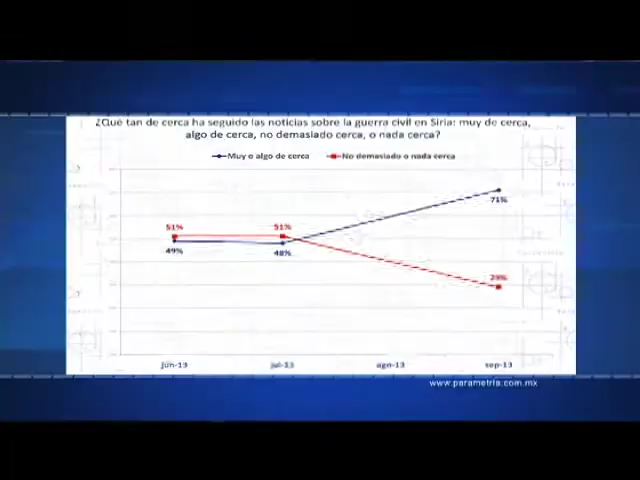 ¿Qué tan de cerca ha seguido las noticias sobre la guerra civil en Siria: muy de cerca,
algo de cerca, no demasiado cerca, o nada cerca?
Muy o algo de cerca No demasiado o nada cerca
71%
51% 51%
49% 48%
29%
jun-13 jul-13 ago-13 sep-13
www.parametria.com.mx